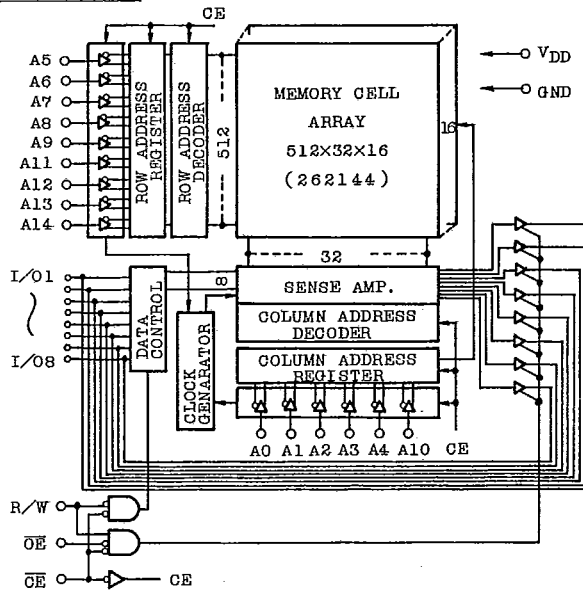 CE
A5
A6
A7
A8
A9
A11
A12
A13
A14
ROW ADDRESS
REGISTER
ROW ADDRESS
DECODER
512
MEMORY CELL
ARRAY
512×32×16
(262144)
16
VDD
GND
32
I/O1
I/O8
DATA
CONTROL
8
SENSE AMP.
COLUMN ADDRESS
DECODER
CLOCK
GENARATOR
COLUMN ADDRESS
REGISTER
A0 A1 A2 A3 A4 A10 CE
R/W
OE
CE CE